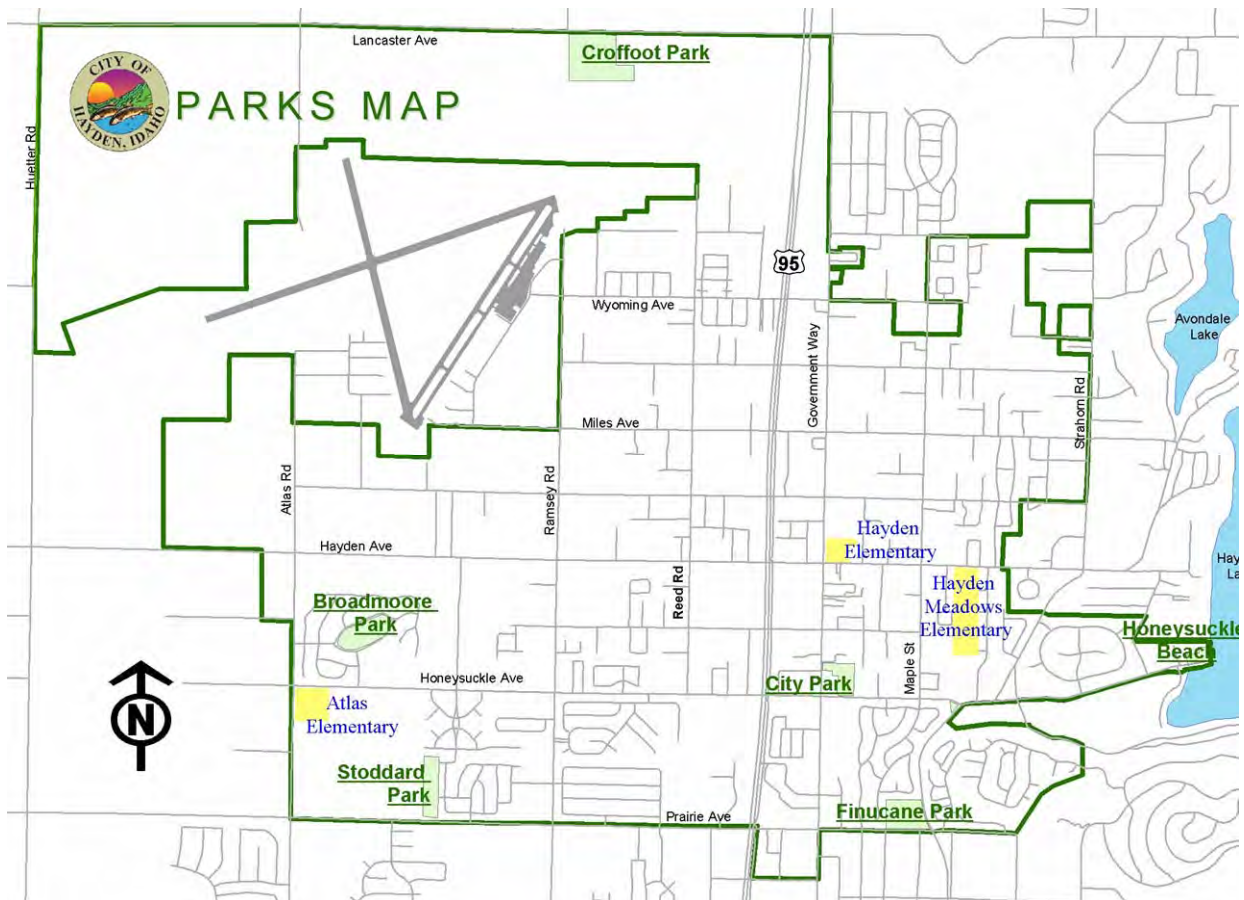 Lancaster Ave
Croffoot Park
CITY OF
HAYDEN, IDAHO
PARKS MAP
Huetter Rd
95
Wyoming Ave
Government Way
Avondale
Lake
Strahorn Rd
Miles Ave
Atlas Rd
Ramsey Rd
Hayden Ave
Hayden
Elementary
Reed Rd
Hayden
Meadows
Elementary
Broadmoore
Park
Honeysuckle
Beach
Maple St
Honeysuckle Ave
City Park
N
Atlas
Elementary
Stoddard
Park
Prairie Ave
Finucane Park